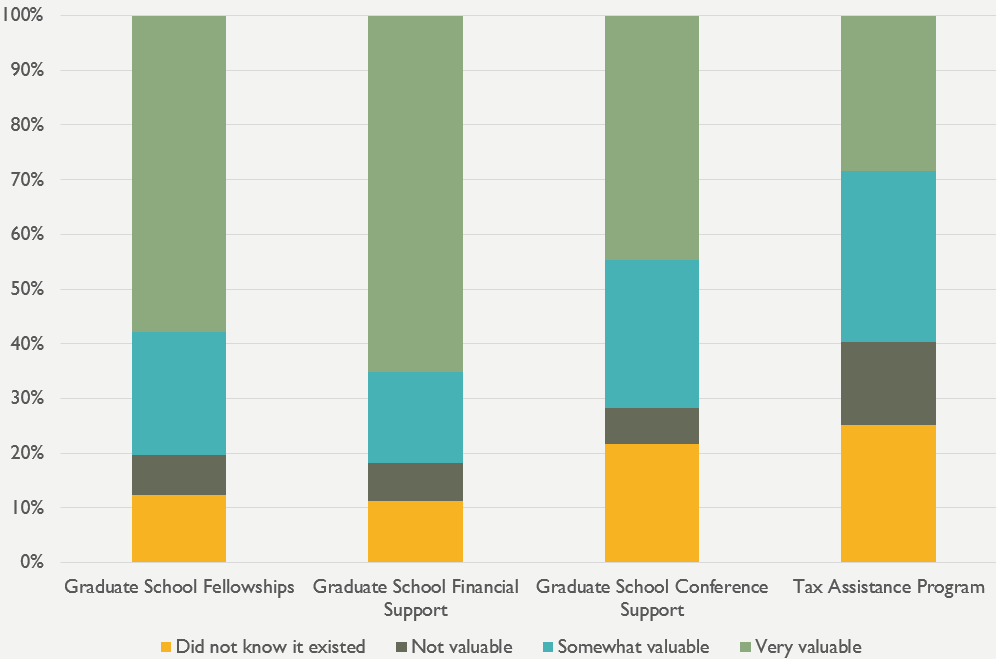 100%
90%
80%
70%
60%
50%
40%
30%
20%
10%
0%
Graduate School Fellowships
Graduate School Financial
Support
Graduate School Conference
Support
Tax Assistance Program
Did not know it existed
Not valuable
Somewhat valuable
Very valuable